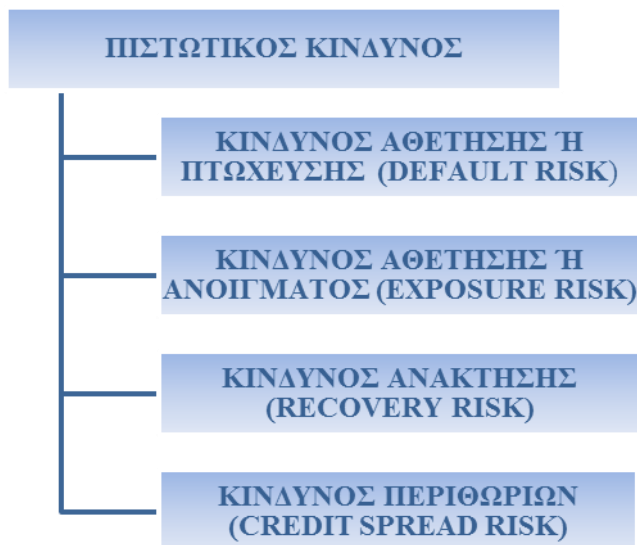 ΠΙΣΤΩΤΙΚΟΣ ΚΙΝΔΥΝΟΣ
ΚΙΝΔΥΝΟΣ ΑΘΕΤΗΣΗΣ Ή
ΠΤΩΧΕΥΣΗΣ (DEFAULT RISK)
ΚΙΝΔΥΝΟΣ ΑΘΕΤΗΣΗΣ Ή
ΑΝΟΙΓΜΑΤΟΣ (EXPOSURE RISK)
ΚΙΝΔΥΝΟΣ ΑΝΑΚΤΗΣΗΣ
(RECOVERY RISK)
ΚΙΝΔΥΝΟΣ ΠΕΡΙΘΩΡΙΩΝ
(CREDIT SPREAD RISK)